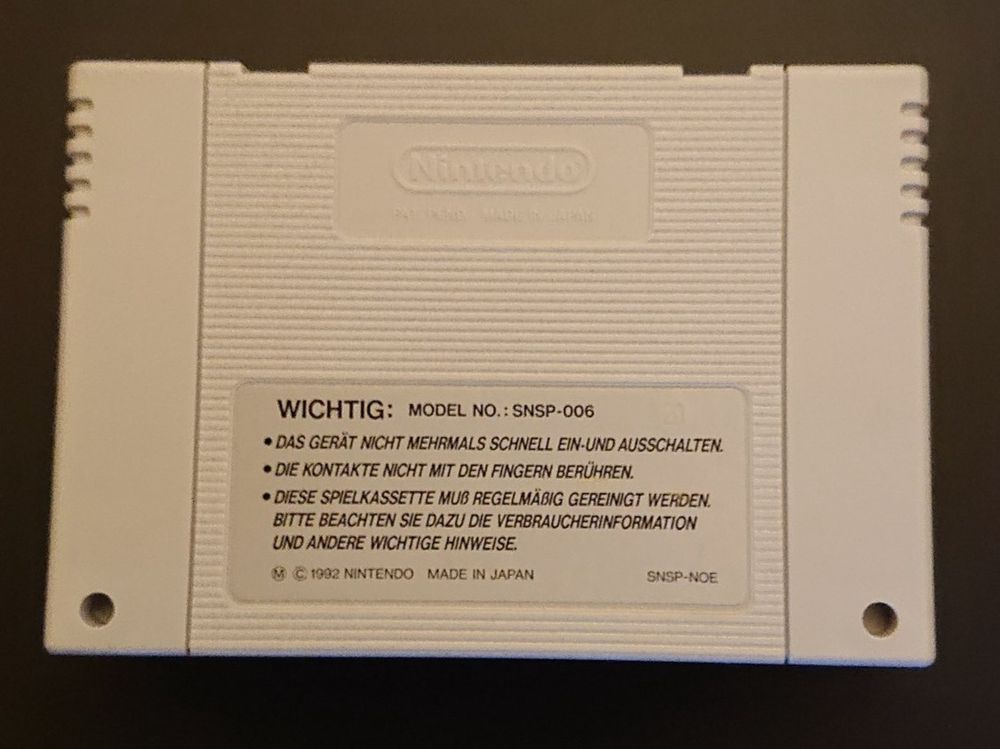 Nintendo
PAT. PEND. MADE IN JAPAN
WICHTIG: MODEL NO.: SNSP-006
• DAS GERÄT NICHT MEHRMALS SCHNELL EIN-UND AUSSCHALTEN.
• DIE KONTAKTE NICHT MIT DEN FINGERN BERÜHREN.
• DIESE SPIELKASSETTE MUß REGELMÄßIG GEREINIGT WERDEN.
BITTE BEACHTEN SIE DAZU DIE VERBRAUCHERINFORMATION
UND ANDERE WICHTIGE HINWEISE.
Ⓜ © 1992 NINTENDO MADE IN JAPAN SNSP-NOE